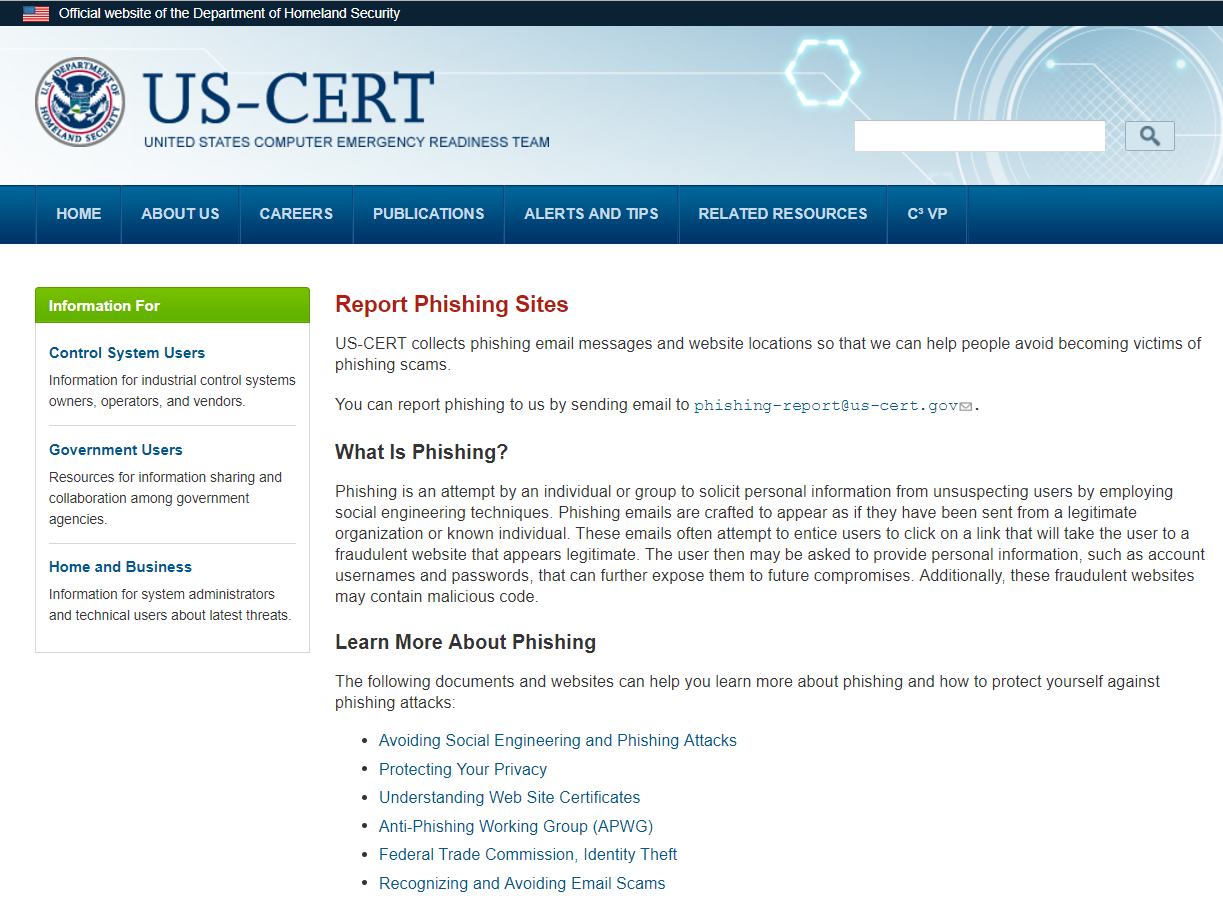 Official website of the Department of Homeland Security
U.S. DEPARTMENT OF HOMELAND SECURITY
US-CERT
UNITED STATES COMPUTER EMERGENCY READINESS TEAM
HOME
ABOUT US
CAREERS
PUBLICATIONS
ALERTS AND TIPS
RELATED RESOURCES
C³ VP
Information For
Control System Users
Information for industrial control systems
owners, operators, and vendors.
Government Users
Resources for information sharing and
collaboration among government
agencies.
Home and Business
Information for system administrators
and technical users about latest threats.
Report Phishing Sites
US-CERT collects phishing email messages and website locations so that we can help people avoid becoming victims of
phishing scams.
You can report phishing to us by sending email to phishing-report@us-cert.gov.
What Is Phishing?
Phishing is an attempt by an individual or group to solicit personal information from unsuspecting users by employing
social engineering techniques. Phishing emails are crafted to appear as if they have been sent from a legitimate
organization or known individual. These emails often attempt to entice users to click on a link that will take the user to a
fraudulent website that appears legitimate. The user then may be asked to provide personal information, such as account
usernames and passwords, that can further expose them to future compromises. Additionally, these fraudulent websites
may contain malicious code.
Learn More About Phishing
The following documents and websites can help you learn more about phishing and how to protect yourself against
phishing attacks:
• Avoiding Social Engineering and Phishing Attacks
• Protecting Your Privacy
• Understanding Web Site Certificates
• Anti-Phishing Working Group (APWG)
• Federal Trade Commission, Identity Theft
• Recognizing and Avoiding Email Scams